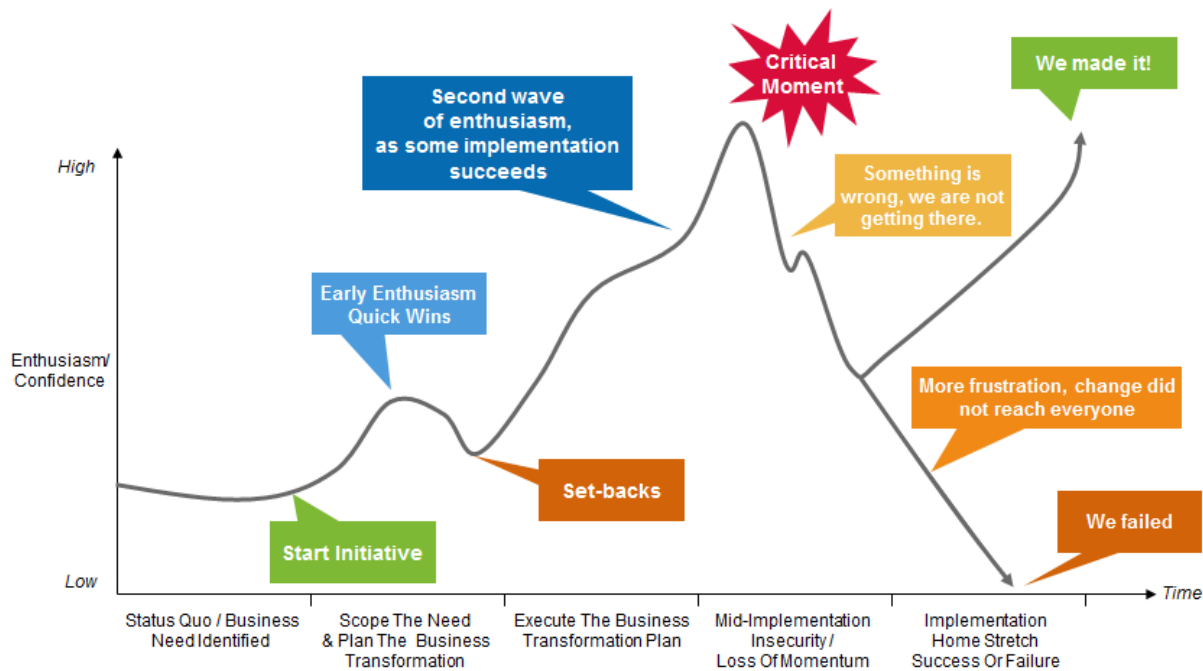 Critical
Moment
We made it!
Second wave
of enthusiasm,
as some implementation
succeeds
High
Something is
wrong, we are not
getting there.
Early Enthusiasm
Quick Wins
Enthusiasm/
Confidence
More frustration, change did
not reach everyone
Set-backs
We failed
Start Initiative
Low
Time
Status Quo / Business
Need Identified
Scope The Need
& Plan The Business
Transformation
Execute The Business
Transformation Plan
Mid-Implementation
Insecurity /
Loss Of Momentum
Implementation
Home Stretch
Success Or Failure